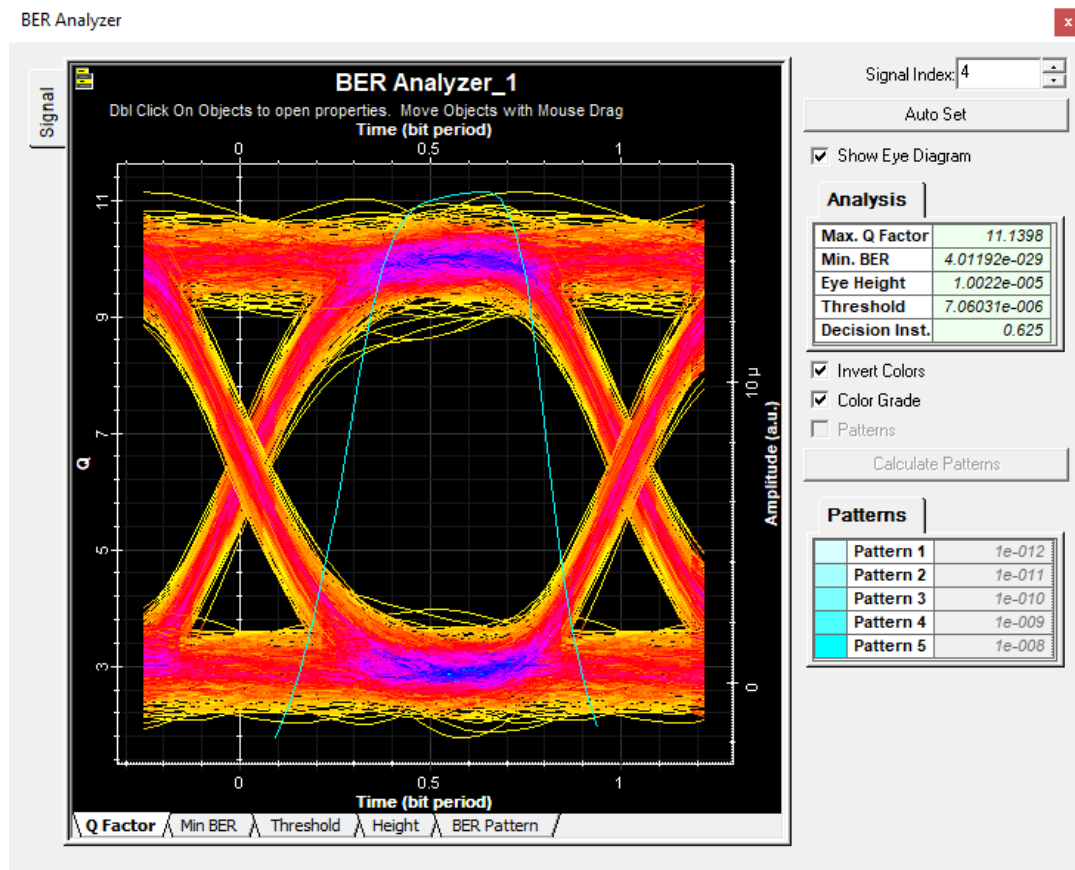 BER Analyzer
x
Signal
BER Analyzer_1
Dbl Click On Objects to open properties. Move Objects with Mouse Drag
Time (bit period)
0 0.5 1
11
9
7
5
3
Q
10 µ
0
Amplitude (a.u.)
0 0.5 1
Time (bit period)
Q Factor Min BER Threshold Height BER Pattern
Signal Index: 4
Auto Set
Show Eye Diagram
Analysis
Max. Q Factor 11.1398
Min. BER 4.01192e-029
Eye Height 1.0022e-005
Threshold 7.06031e-006
Decision Inst. 0.625
Invert Colors
Color Grade
Patterns
Calculate Patterns
Patterns
Pattern 1 1e-012
Pattern 2 1e-011
Pattern 3 1e-010
Pattern 4 1e-009
Pattern 5 1e-008